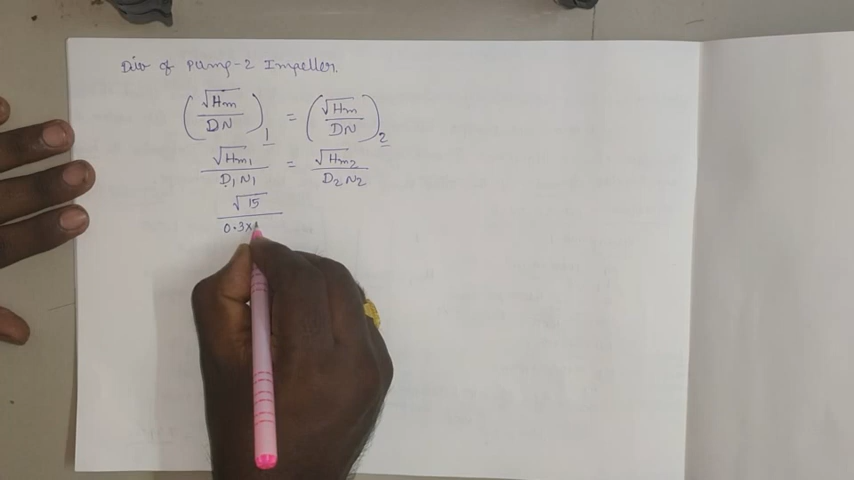 Dia of Pump-2 Impeller.
(√Hm / DN)₁ = (√Hm / DN)₂
√Hm₁ / D₁N₁ = √Hm₂ / D₂N₂
√15 / 0.3×